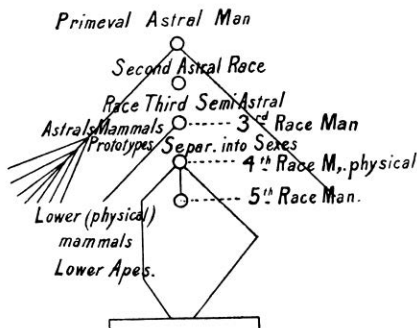 Primeval Astral Man
Second Astral Race
Race Third Semi Astral
Astrals Mammals
3rd Race Man
Prototypes Separ. into Sexes
4th Race M,. physical
5th Race Man.
Lower (physical)
mammals
Lower Apes.